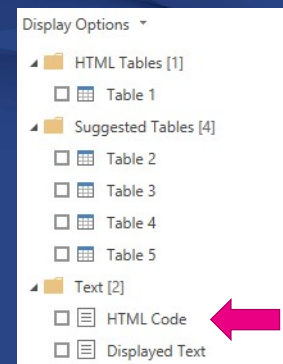 Display Options
HTML Tables [1]
Table 1
Suggested Tables [4]
Table 2
Table 3
Table 4
Table 5
Text [2]
HTML Code
Displayed Text